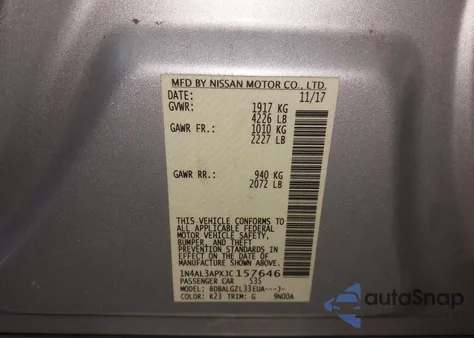 MFD BY NISSAN MOTOR CO., LTD.
DATE: 11/17
GVWR: 1917 KG
4226 LB
GAWR FR.: 1010 KG
2227 LB
GAWR RR.: 940 KG
2072 LB
THIS VEHICLE CONFORMS TO
ALL APPLICABLE FEDERAL
MOTOR VEHICLE SAFETY,
BUMPER, AND THEFT
PREVENTION STANDARDS IN
EFFECT ON THE DATE OF
MANUFACTURE SHOWN ABOVE.
1N4AL3APXJC157646
PASSENGER CAR S35
MODEL: BDBALGZL33EUA---J-
COLOR: K23 TRIM: G 9N00A
autoSnap